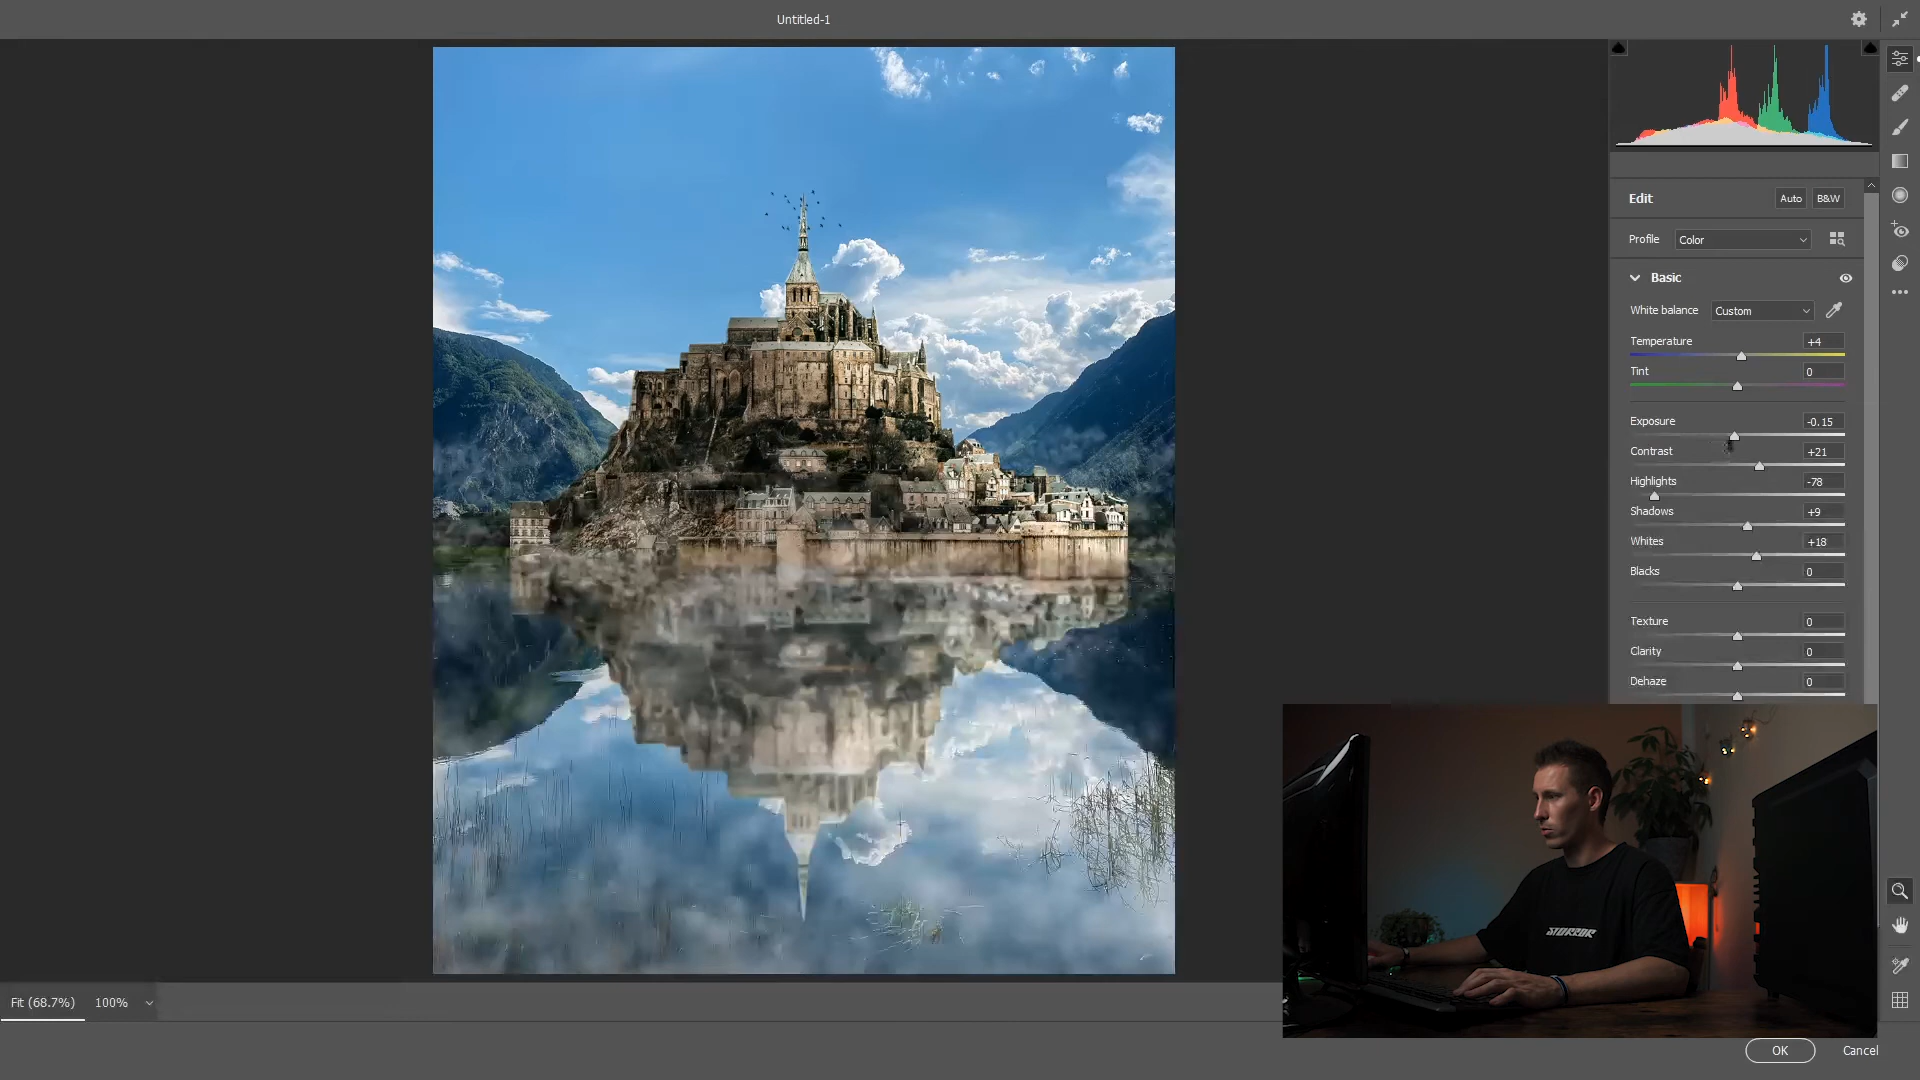 Untitled-1
Edit
Auto
B&W
Profile
Color
Basic
White balance
Custom
Temperature
+4
Tint
0
Exposure
-0.15
Contrast
+21
Highlights
-78
Shadows
+9
Whites
+18
Blacks
0
Texture
0
Clarity
0
Dehaze
0
STORROR
Fit (68.7%)
100%
OK
Cancel